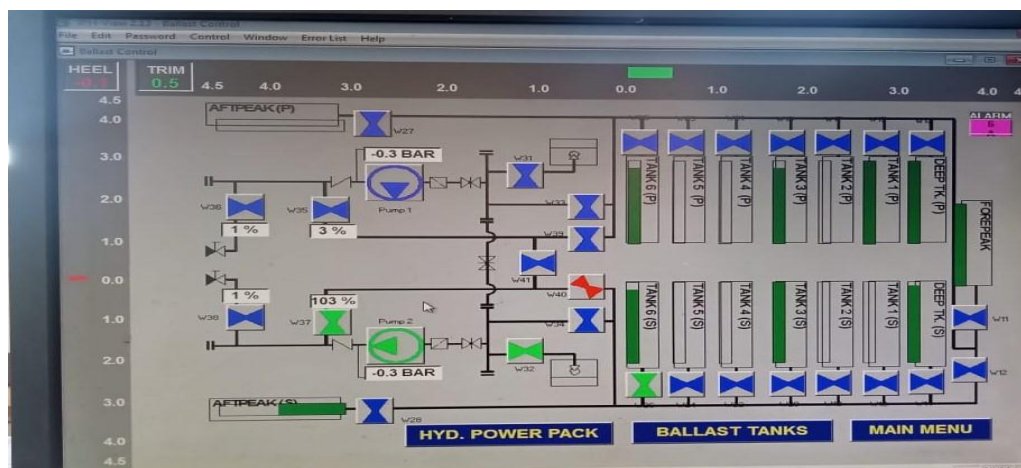 Ballast Control
File Edit Password Control Window Error List Help
Ballast Control
HEEL
TRIM
0.5
4.5 4.0 3.0 2.0 1.0 0.0 1.0 2.0 3.0 4.0
4.5
4.0
3.0
2.0
1.0
0.0
1.0
2.0
3.0
4.0
4.5
AFTPEAK (P)
W27
ALARM
-0.3 BAR
W31
Pump 1
W36
W35
W33
1 %
3 %
W39
W41
W40
1 %
103 %
W38
W37
Pump 2
W34
-0.3 BAR
W32
AFTPEAK (S)
W28
TANK 6 (P)
TANK 5 (P)
TANK 4 (P)
TANK 3 (P)
TANK 2 (P)
TANK 1 (P)
DEEP TK (P)
FOREPEAK
TANK 6 (S)
TANK 5 (S)
TANK 4 (S)
TANK 3 (S)
TANK 2 (S)
TANK 1 (S)
DEEP TK (S)
W11
W12
HYD. POWER PACK
BALLAST TANKS
MAIN MENU